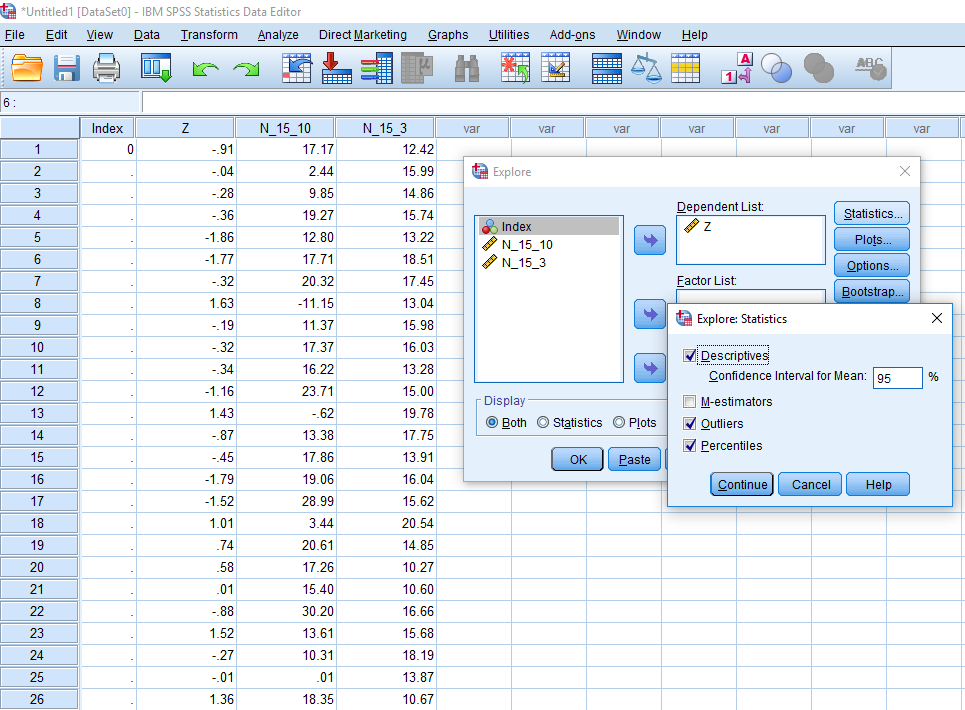 *Untitled1 [DataSet0] - IBM SPSS Statistics Data Editor
File Edit View Data Transform Analyze Direct Marketing Graphs Utilities Add-ons Window Help
6 :
Index Z N_15_10 N_15_3 var var var var var var var
1 0 -.91 17.17 12.42
2 . -.04 2.44 15.99
3 . -.28 9.85 14.86
4 . -.36 19.27 15.74
5 . -1.86 12.80 13.22
6 . -1.77 17.71 18.51
7 . -.32 20.32 17.45
8 . 1.63 -11.15 13.04
9 . -.19 11.37 15.98
10 . -.32 17.37 16.03
11 . -.34 16.22 13.28
12 . -1.16 23.71 15.00
13 . 1.43 -.62 19.78
14 . -.87 13.38 17.75
15 . -.45 17.86 13.91
16 . -1.79 19.06 16.04
17 . -1.52 28.99 15.62
18 . 1.01 3.44 20.54
19 . .74 20.61 14.85
20 . .58 17.26 10.27
21 . .01 15.40 10.60
22 . -.88 30.20 16.66
23 . 1.52 13.61 15.68
24 . -.27 10.31 18.19
25 . -.01 .01 13.87
26 . 1.36 18.35 10.67
Explore
Index
N_15_10
N_15_3
Dependent List:
Z
Factor List:
Statistics...
Plots...
Options...
Bootstrap...
Display
Both Statistics Plots
OK Paste
Explore: Statistics
Descriptives
Confidence Interval for Mean: 95 %
M-estimators
Outliers
Percentiles
Continue Cancel Help
A
1
ABC
μ